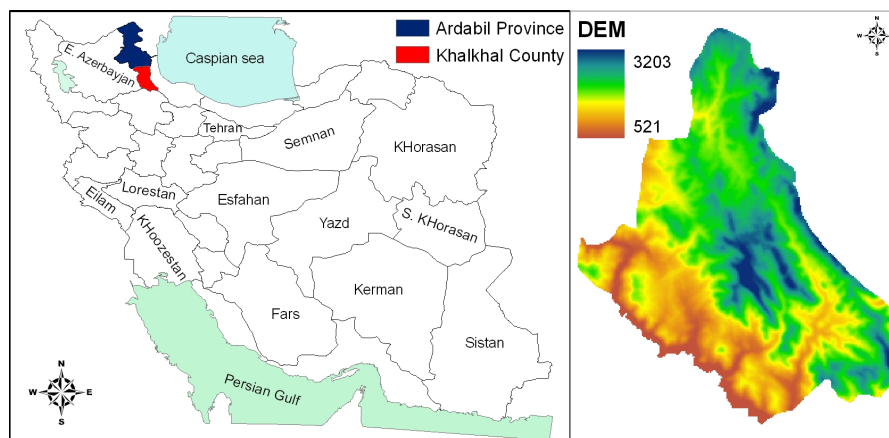 Ardabil Province
Khalkhal County
E. Azerbayjan
Caspian sea
Tehran
Semnan
KHorasan
Lorestan
Eilam
Esfahan
Yazd
S. KHorasan
KHoozestan
Kerman
Fars
Sistan
Persian Gulf
N
W E
S
DEM
3203
521
N
W E
S